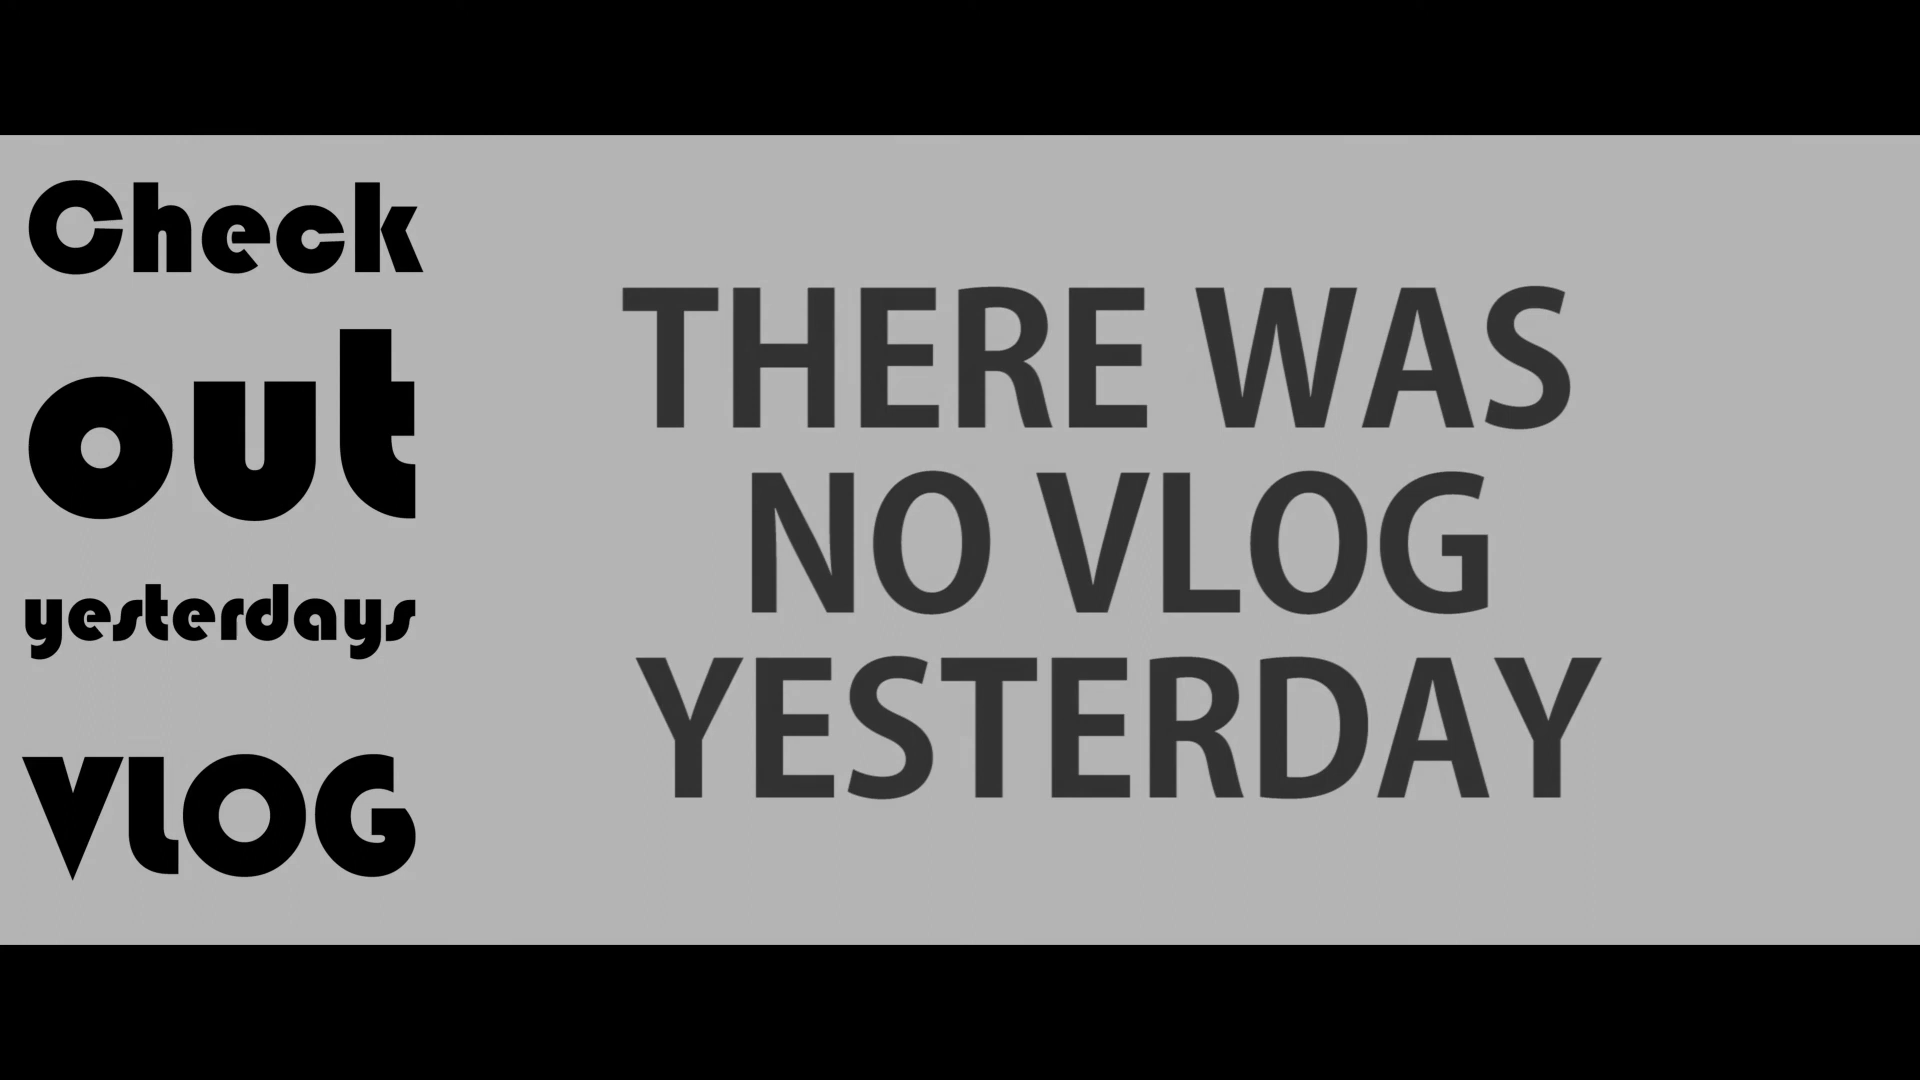 Check
out
yesterdays
VLOG
THERE WAS
NO VLOG
YESTERDAY